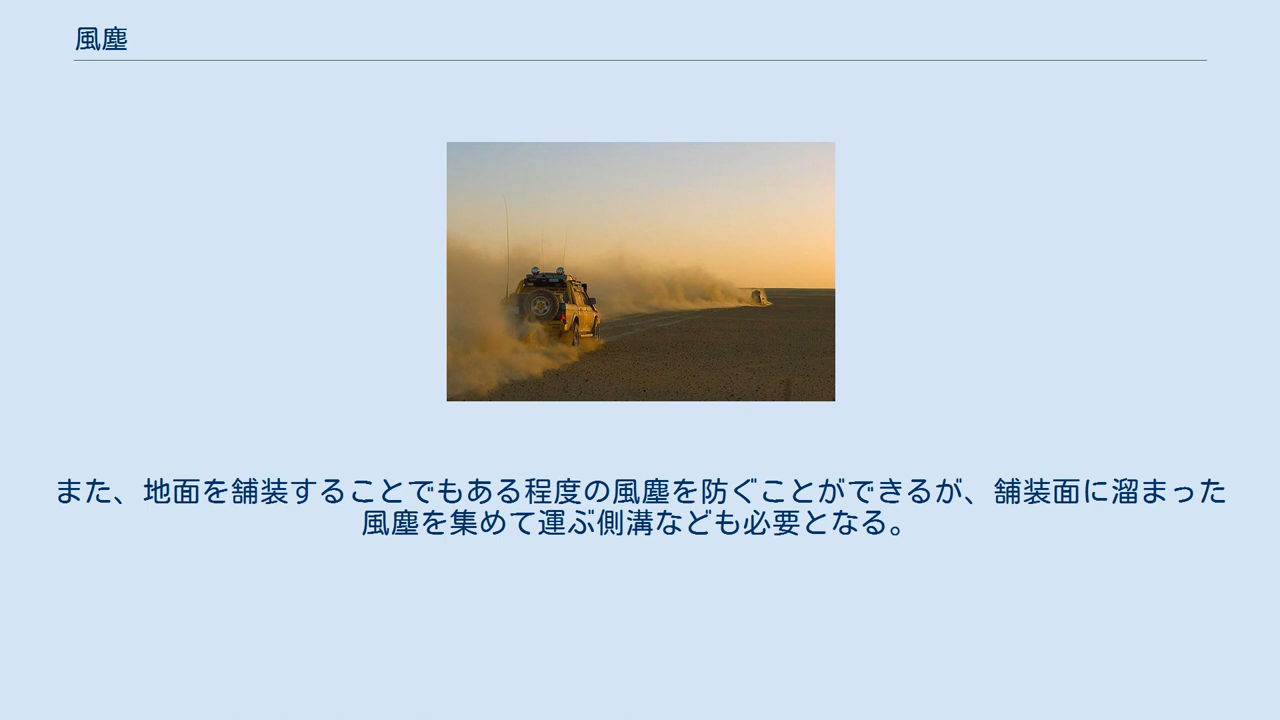 風塵
また、地面を舗装することでもある程度の風塵を防ぐことができるが、舗装面に溜まった
風塵を集めて運ぶ側溝なども必要となる。